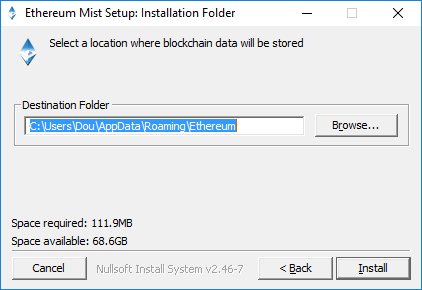 Ethereum Mist Setup: Installation Folder
Select a location where blockchain data will be stored
Destination Folder
C:\Users\Dou\AppData\Roaming\Ethereum
Browse...
Space required: 111.9MB
Space available: 68.6GB
Cancel
Nullsoft Install System v2.46-7
< Back
Install